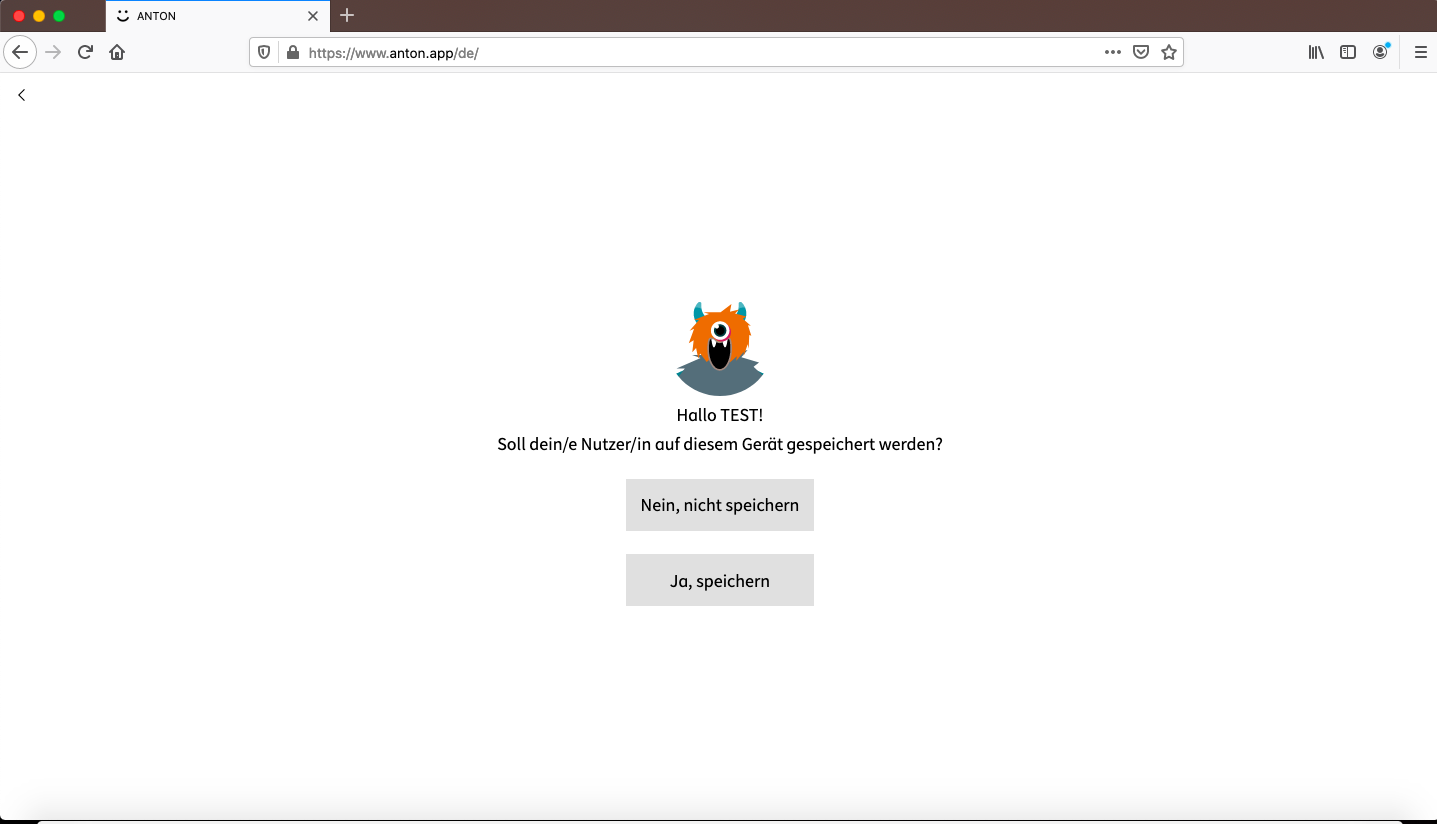 ANTON
https://www.anton.app/de/
Hallo TEST!
Soll dein/e Nutzer/in auf diesem Gerät gespeichert werden?
Nein, nicht speichern
Ja, speichern